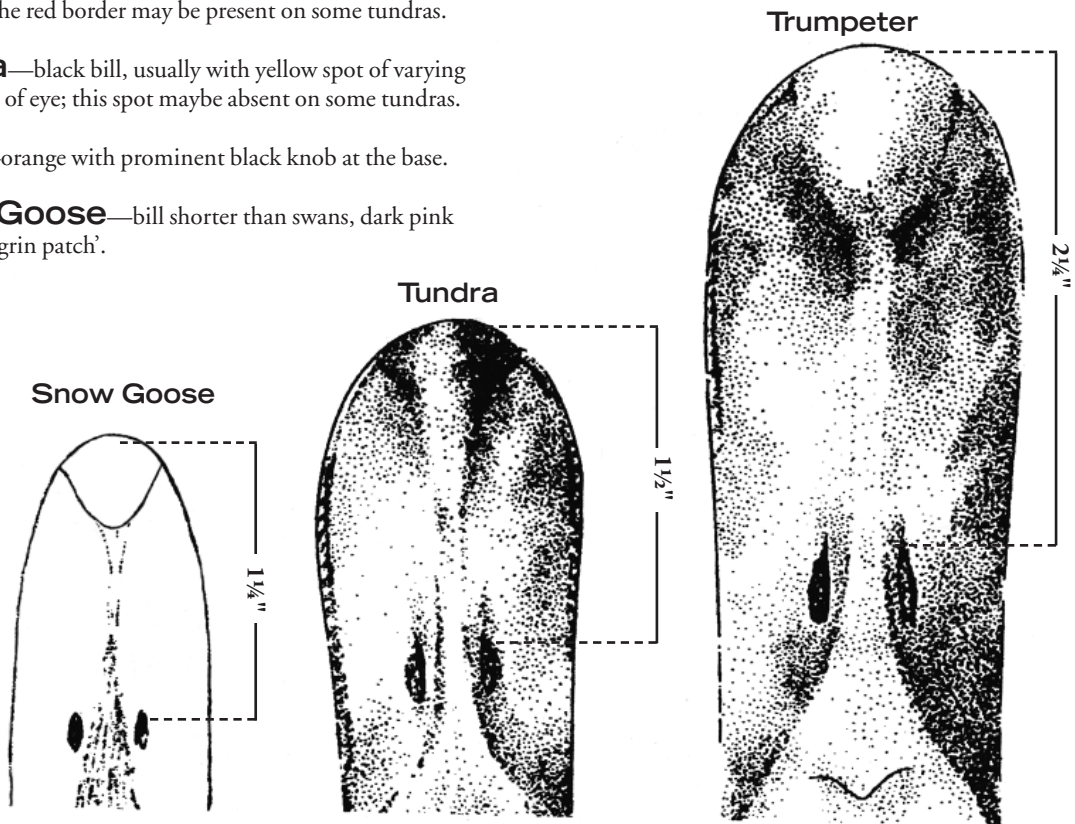 he red border may be present on some tundras.
a—black bill, usually with yellow spot of varying
of eye; this spot maybe absent on some tundras.
orange with prominent black knob at the base.
Goose—bill shorter than swans, dark pink
grin patch’.
Trumpeter
2¼"
Tundra
1½"
Snow Goose
1¼"